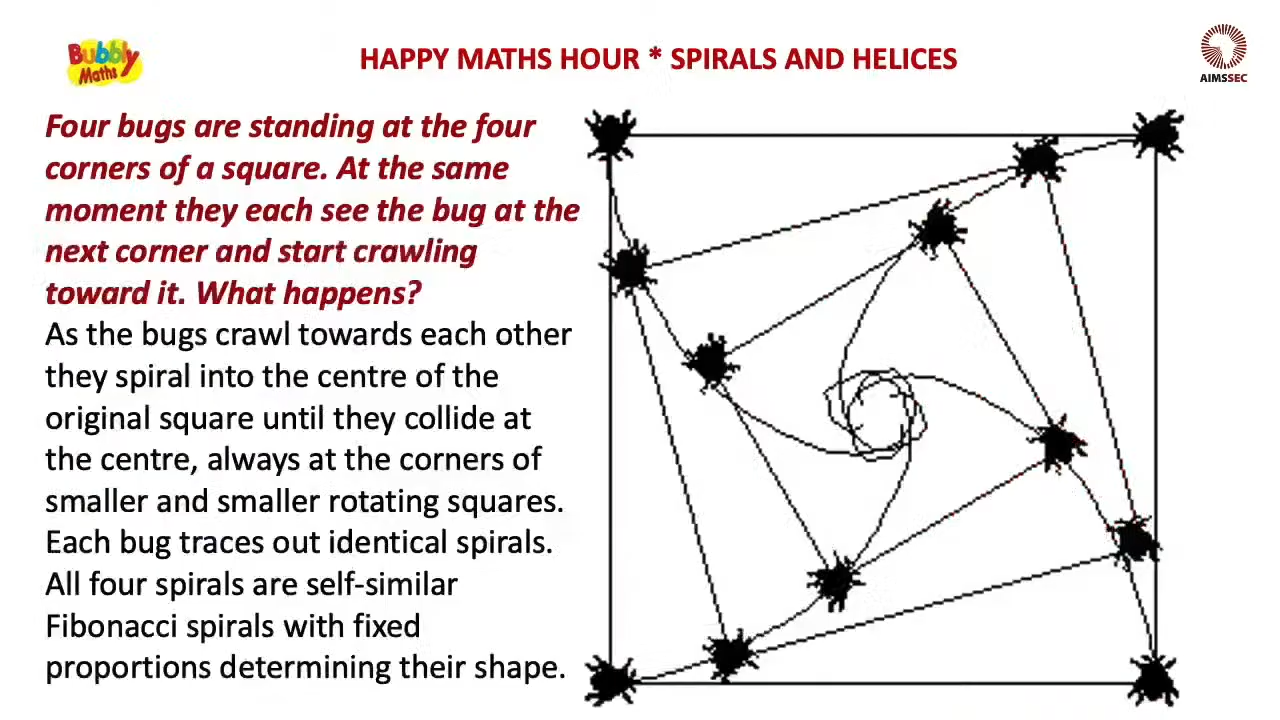 Bubbly
Maths
HAPPY MATHS HOUR * SPIRALS AND HELICES
AIMSSEC
Four bugs are standing at the four
corners of a square. At the same
moment they each see the bug at the
next corner and start crawling
toward it. What happens?
As the bugs crawl towards each other
they spiral into the centre of the
original square until they collide at
the centre, always at the corners of
smaller and smaller rotating squares.
Each bug traces out identical spirals.
All four spirals are self-similar
Fibonacci spirals with fixed
proportions determining their shape.